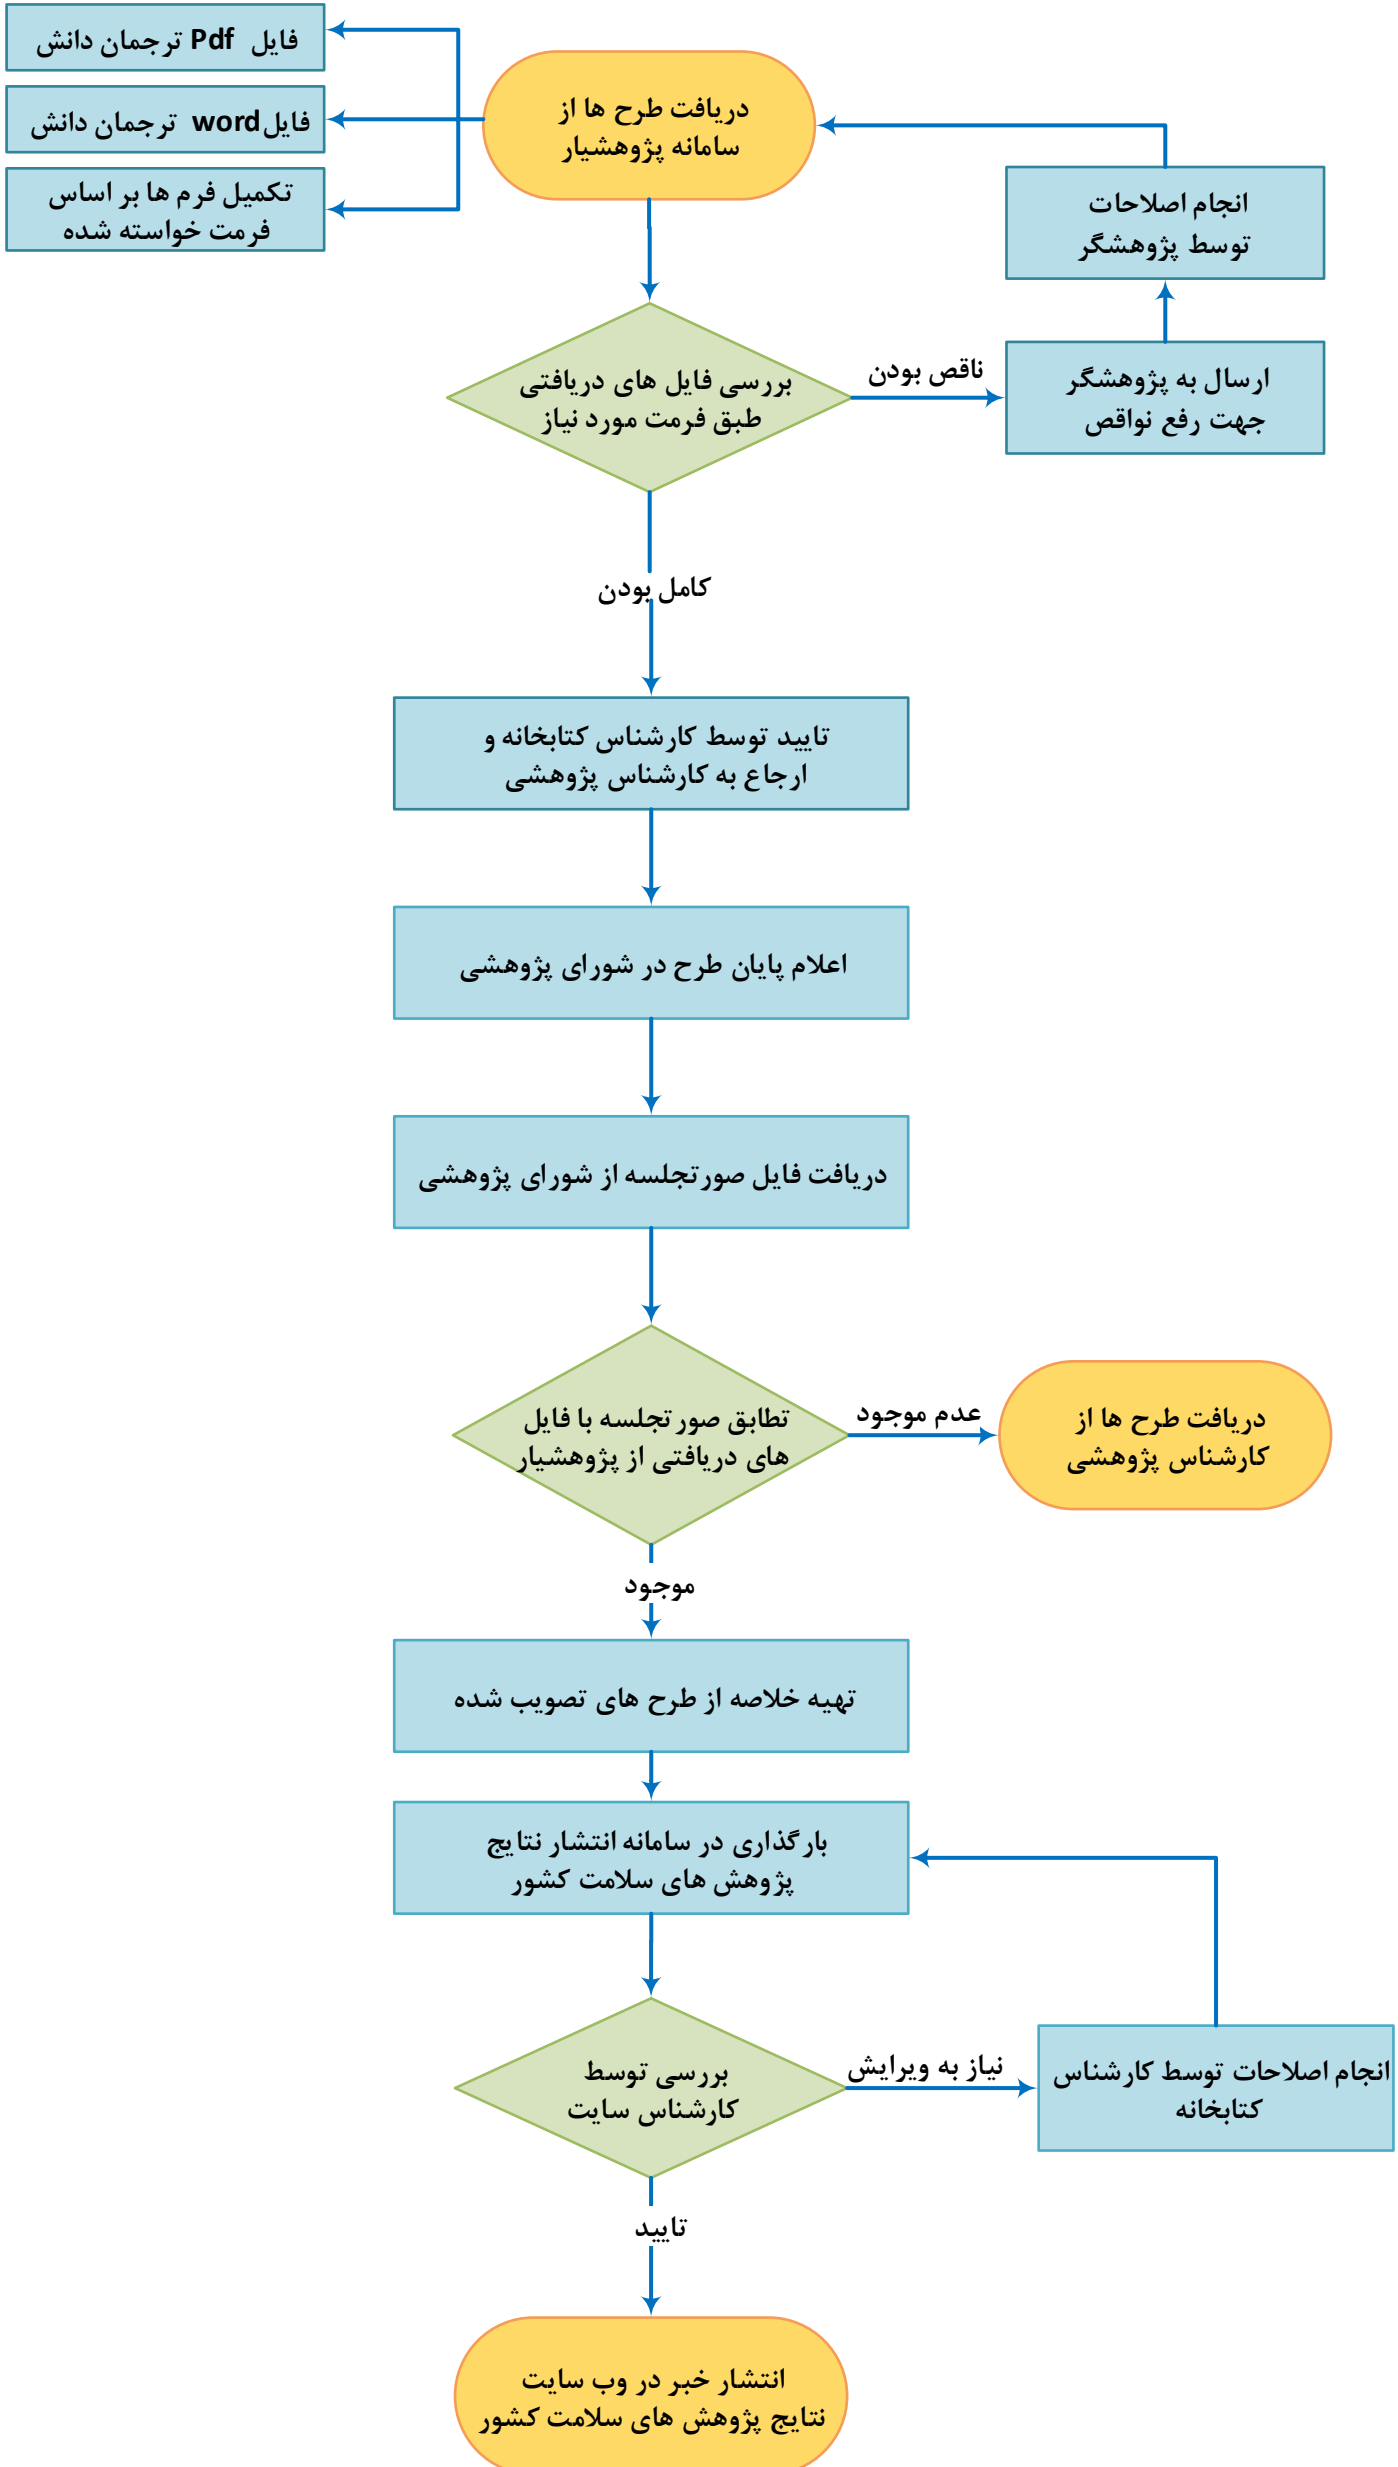 فایل Pdf ترجمان دانش
فایل word ترجمان دانش
تکمیل فرم ها بر اساس
فرمت خواسته شده
دریافت طرح ها از
سامانه پژوهشیار
انجام اصلاحات
توسط پژوهشگر
ارسال به پژوهشگر
جهت رفع نواقص
ناقص بودن
بررسی فایل های دریافتی
طبق فرمت مورد نیاز
کامل بودن
تایید توسط کارشناس کتابخانه و
ارجاع به کارشناس پژوهشی
اعلام پایان طرح در شورای پژوهشی
دریافت فایل صورتجلسه از شورای پژوهشی
تطابق صورتجلسه با فایل
های دریافتی از پژوهشیار
عدم موجود
دریافت طرح ها از
کارشناس پژوهشی
موجود
تهیه خلاصه از طرح های تصویب شده
بارگذاری در سامانه انتشار نتایج
پژوهش های سلامت کشور
بررسی توسط
کارشناس سایت
نیاز به ویرایش
انجام اصلاحات توسط کارشناس
کتابخانه
تایید
انتشار خبر در وب سایت
نتایج پژوهش های سلامت کشور